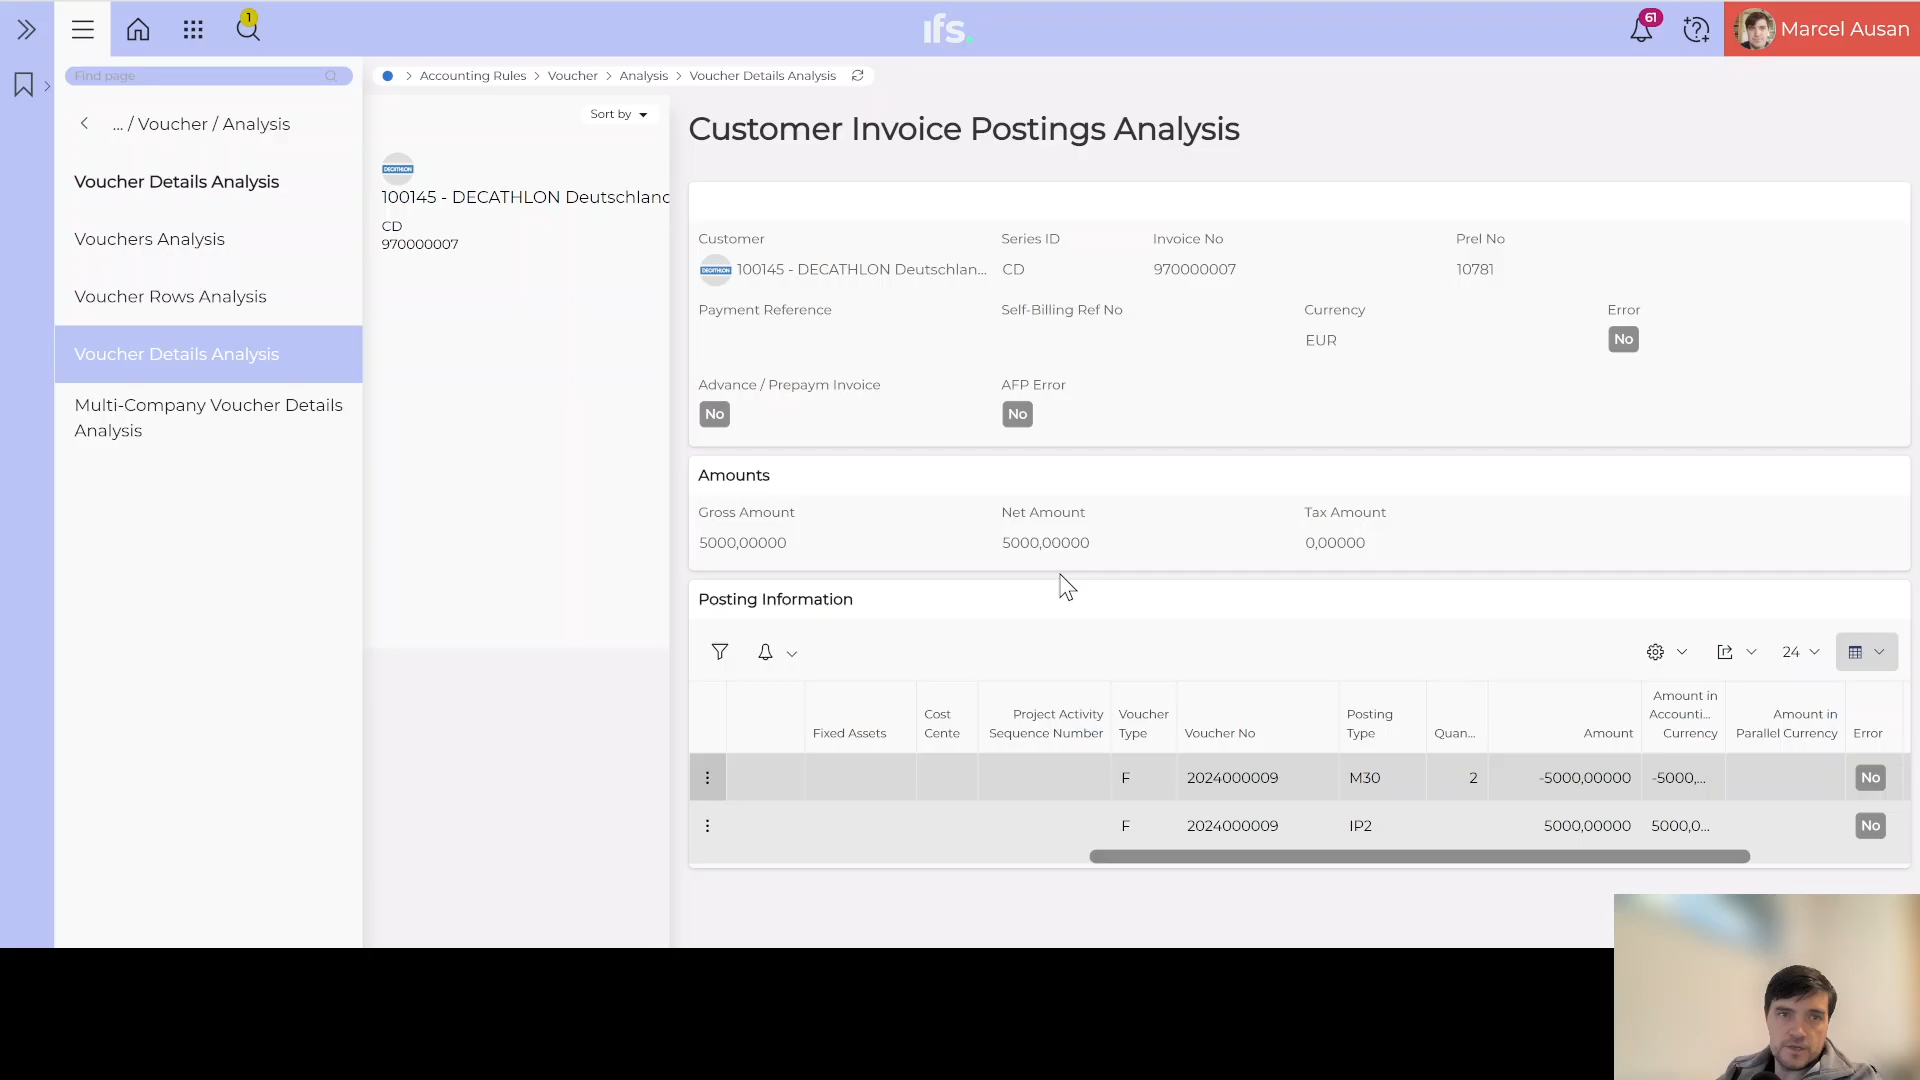 1
ifs.
61
Marcel Ausan
Find page
Accounting Rules > Voucher > Analysis > Voucher Details Analysis
... / Voucher / Analysis
Voucher Details Analysis
Vouchers Analysis
Voucher Rows Analysis
Voucher Details Analysis
Multi-Company Voucher Details
Analysis
Sort by
DECATHLON
100145 - DECATHLON Deutschland
CD
970000007
Customer Invoice Postings Analysis
Customer Series ID Invoice No Prel No
DECATHLON 100145 - DECATHLON Deutschlan... CD 970000007 10781
Payment Reference Self-Billing Ref No Currency Error
EUR No
Advance / Prepaym Invoice AFP Error
No No
Amounts
Gross Amount Net Amount Tax Amount
5000,00000 5000,00000 0,00000
Posting Information
24
Amount in
Cost Project Activity Voucher Posting Accounti... Amount in
Fixed Assets Cente Sequence Number Type Voucher No Type Quan... Amount Currency Parallel Currency Error
F 2024000009 M30 2 -5000,00000 -5000,... No
F 2024000009 IP2 5000,00000 5000,0... No